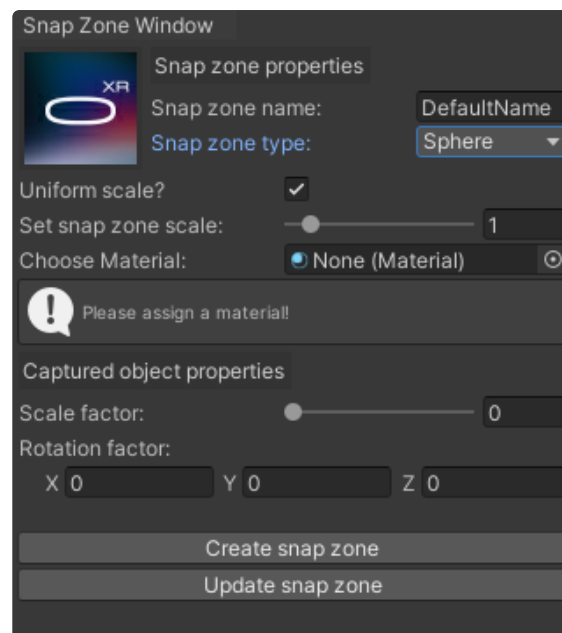 Snap Zone Window
XR
Snap zone properties
Snap zone name: DefaultName
Snap zone type: Sphere
Uniform scale?
Set snap zone scale: 1
Choose Material: None (Material)
Please assign a material!
Captured object properties
Scale factor: 0
Rotation factor:
X 0 Y 0 Z 0
Create snap zone
Update snap zone